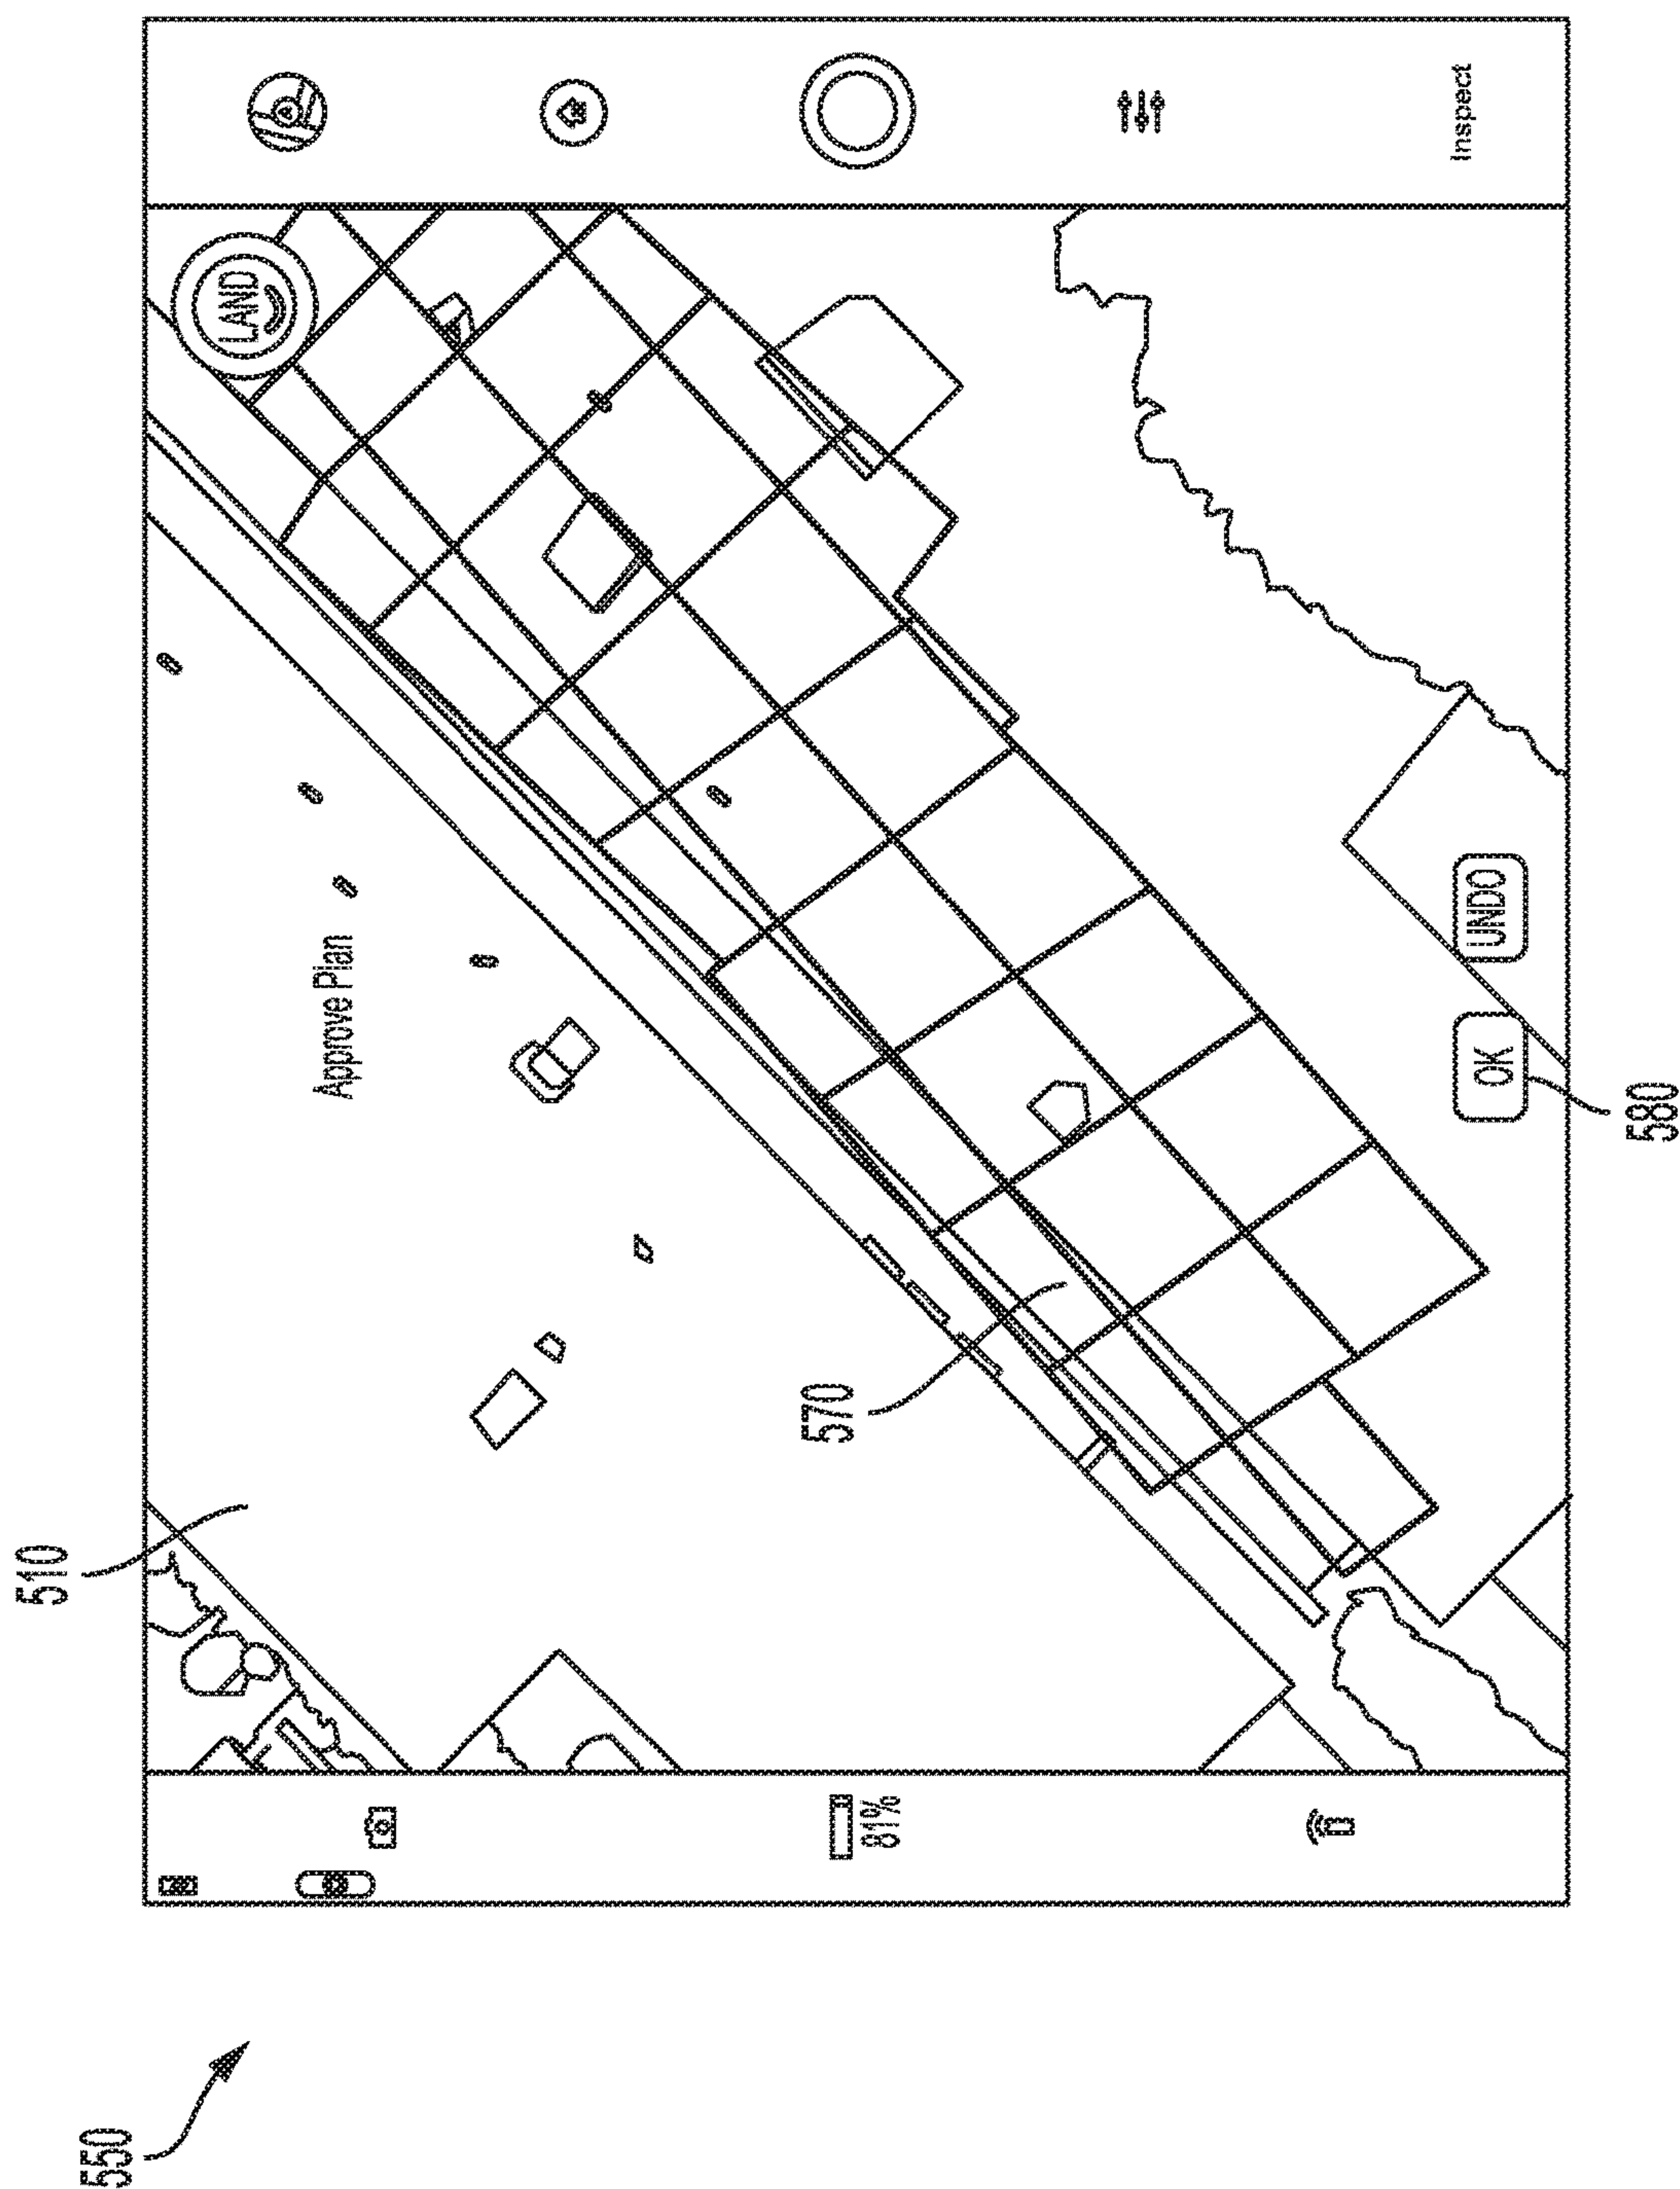 550
510
LAND
Approve Plan
570
81%
Inspect
OK
UNDO
580